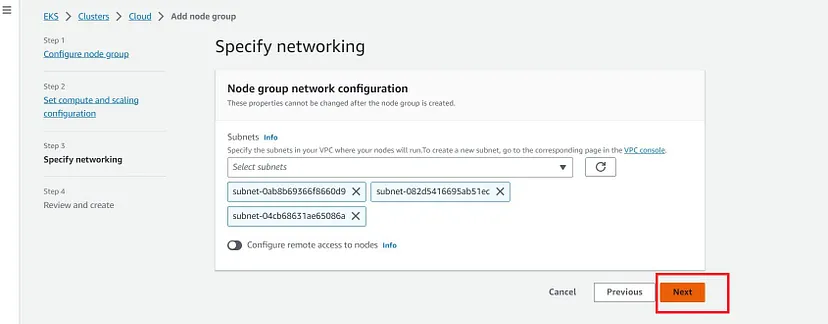 EKS > Clusters > Cloud > Add node group
Step 1
Configure node group
Step 2
Set compute and scaling
configuration
Step 3
Specify networking
Step 4
Review and create
Specify networking
Node group network configuration
These properties cannot be changed after the node group is created.
Subnets Info
Specify the subnets in your VPC where your nodes will run.To create a new subnet, go to the corresponding page in the VPC console.
Select subnets
subnet-0ab8b69366f8660d9 subnet-082d5416695ab51ec
subnet-04cb68631ae65086a
Configure remote access to nodes Info
Cancel Previous Next